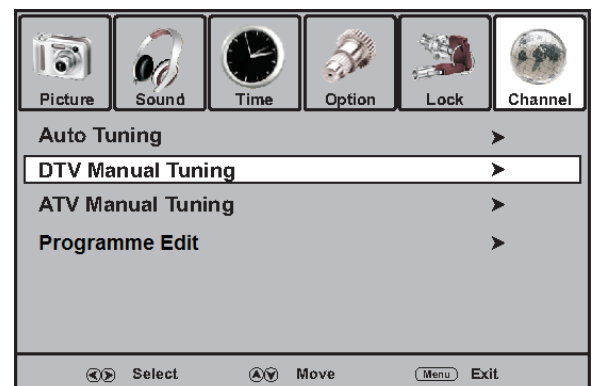 Picture Sound Time Option Lock Channel
Auto Tuning
DTV Manual Tuning
ATV Manual Tuning
Programme Edit
Select Move Menu Exit